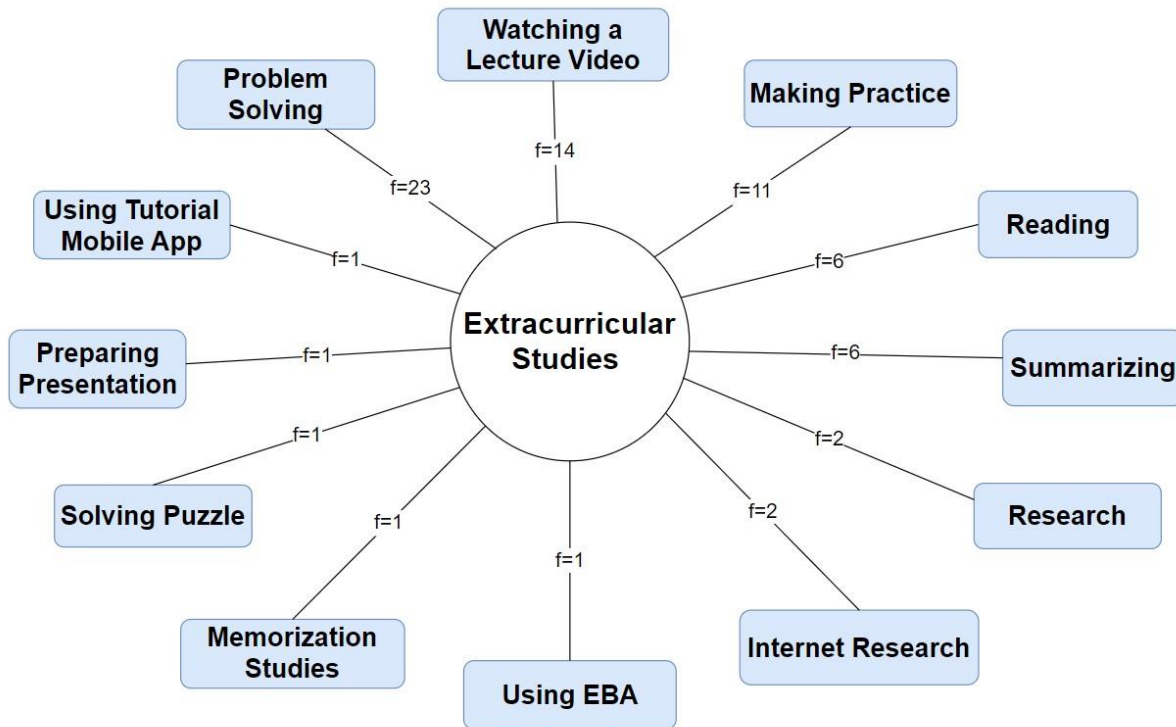 Watching a
Lecture Video
Problem
Solving
Making Practice
f=14
f=23
f=11
Using Tutorial
Mobile App
Reading
f=1
f=6
Extracurricular
Studies
Preparing
Presentation
f=1
f=6
Summarizing
f=1
f=2
Solving Puzzle
Research
f=1
f=2
f=1
Memorization
Studies
Internet Research
Using EBA